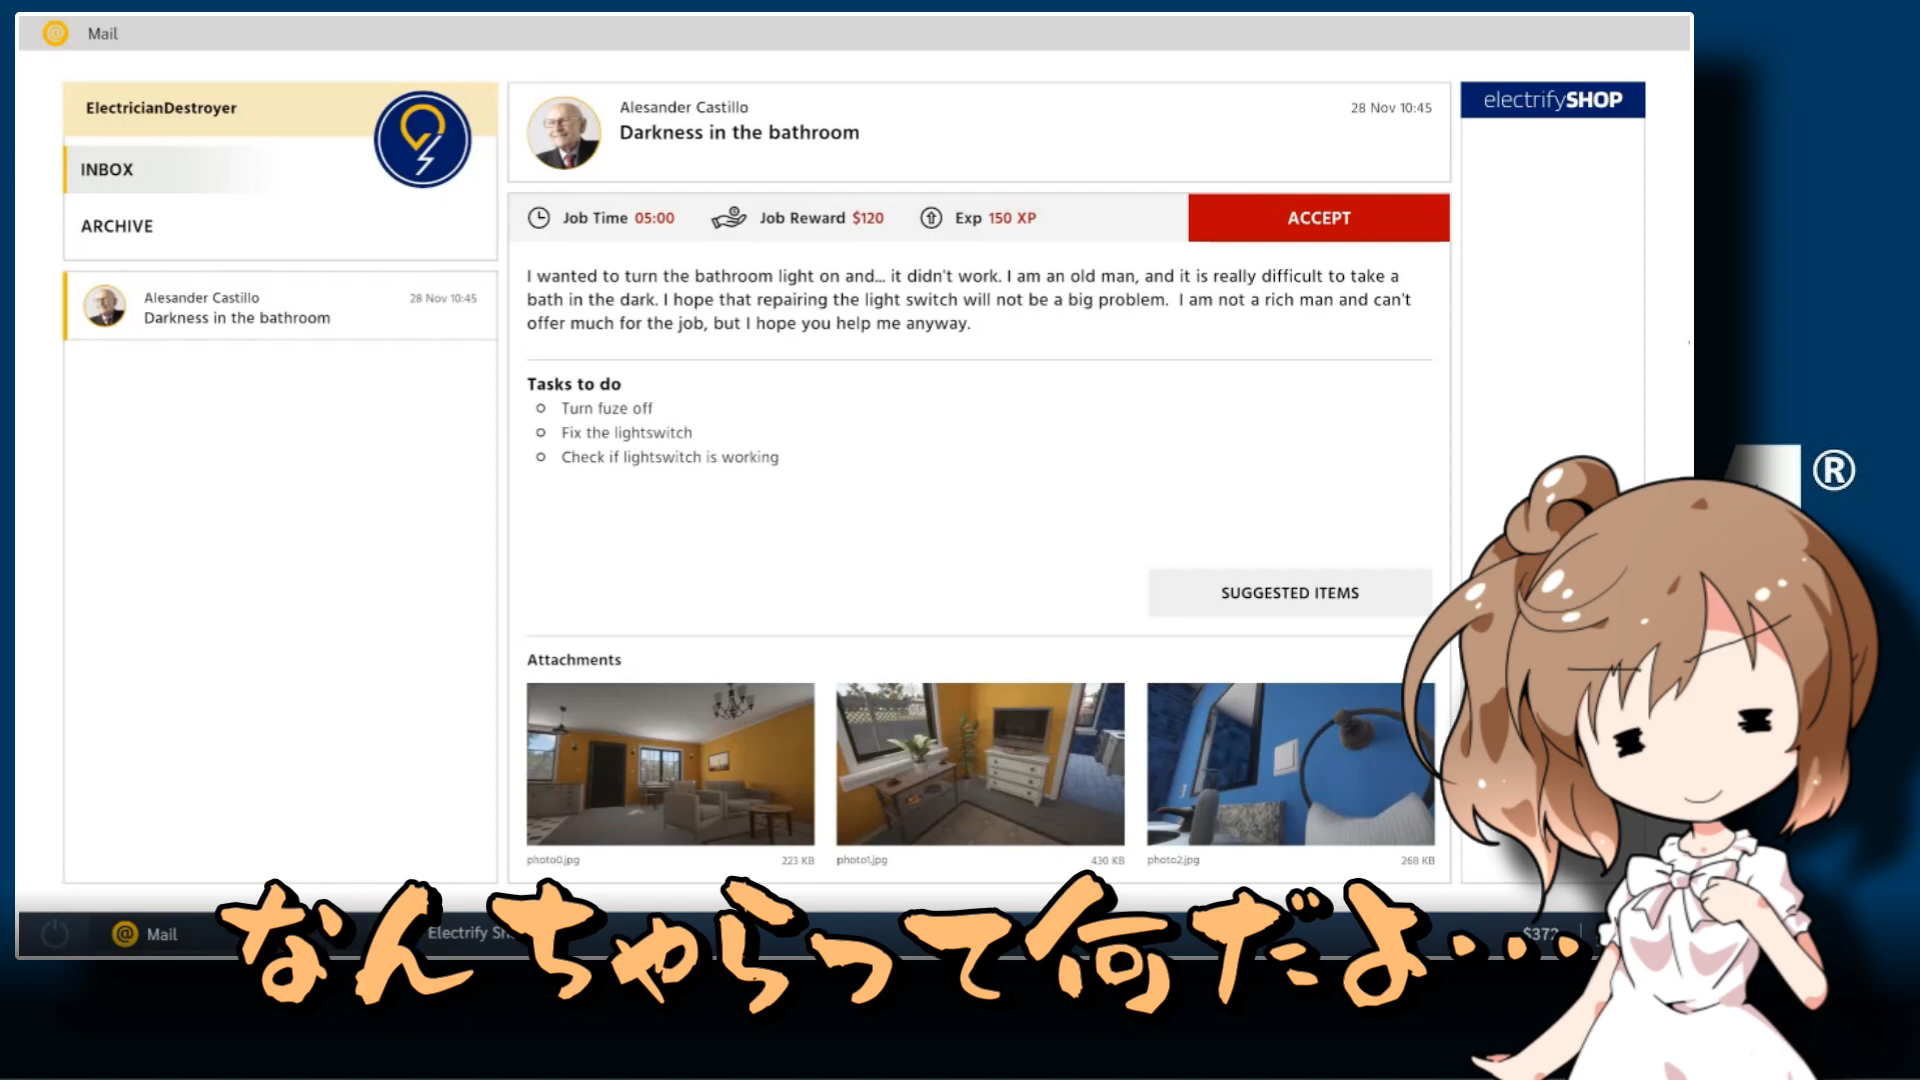 Mail
ElectricianDestroyer
INBOX
ARCHIVE
Alesander Castillo
28 Nov 10:45
Darkness in the bathroom
Alesander Castillo
28 Nov 10:45
Darkness in the bathroom
Job Time 05:00
Job Reward $120
Exp 150 XP
ACCEPT
I wanted to turn the bathroom light on and... it didn't work. I am an old man, and it is really difficult to take a
bath in the dark. I hope that repairing the light switch will not be a big problem. I am not a rich man and can't
offer much for the job, but I hope you help me anyway.
Tasks to do
Turn fuze off
Fix the lightswitch
Check if lightswitch is working
SUGGESTED ITEMS
Attachments
photo0.jpg
223 KB
photo1.jpg
430 KB
photo2.jpg
268 KB
electrifySHOP
®
Mail
Electrify
$372
なんちゃらって何だよ・・・